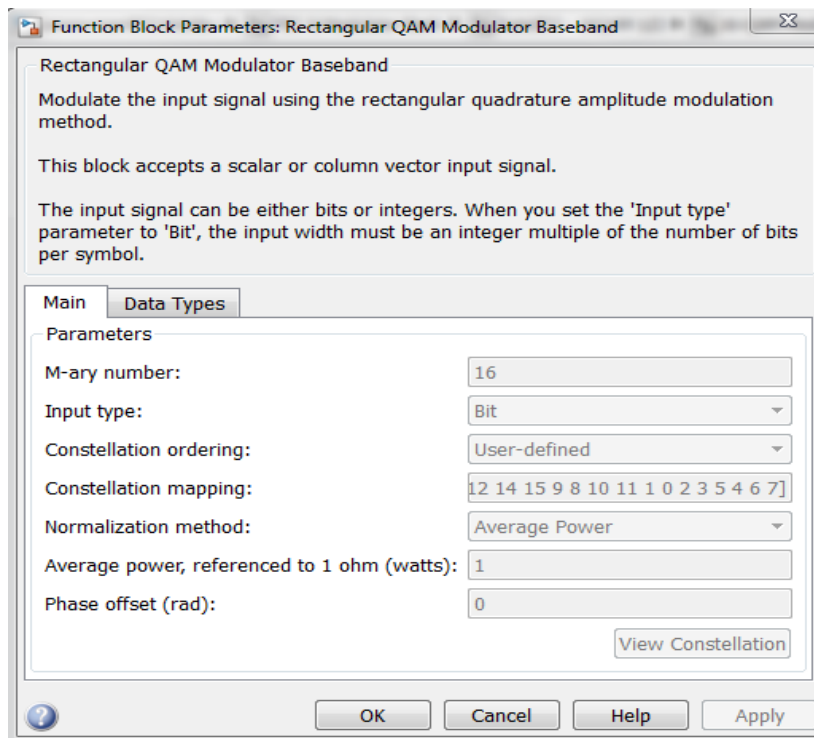 Function Block Parameters: Rectangular QAM Modulator Baseband
Rectangular QAM Modulator Baseband
Modulate the input signal using the rectangular quadrature amplitude modulation
method.
This block accepts a scalar or column vector input signal.
The input signal can be either bits or integers. When you set the 'Input type'
parameter to 'Bit', the input width must be an integer multiple of the number of bits
per symbol.
Main Data Types
Parameters
M-ary number: 16
Input type: Bit
Constellation ordering: User-defined
Constellation mapping: 12 14 15 9 8 10 11 1 0 2 3 5 4 6 7]
Normalization method: Average Power
Average power, referenced to 1 ohm (watts): 1
Phase offset (rad): 0
View Constellation
? OK Cancel Help Apply